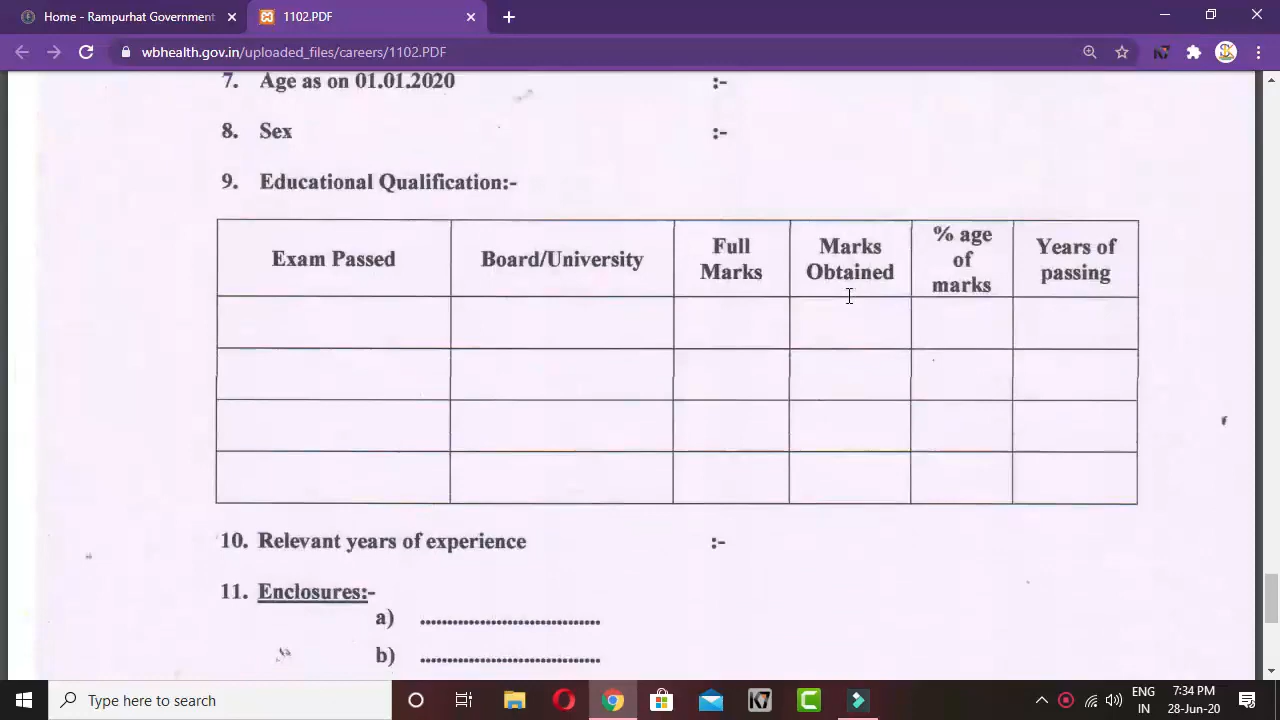 Home - Rampurhat Government
1102.PDF
wbhealth.gov.in/uploaded_files/careers/1102.PDF
7. Age as on 01.01.2020 :-
8. Sex :-
9. Educational Qualification:-
Exam Passed
Board/University
Full
Marks
Marks
Obtained
% age
of
marks
Years of
passing
10. Relevant years of experience :-
11. Enclosures:-
a) ..................................
b) ..................................
Type here to search
ENG
IN
7:34 PM
28-Jun-20